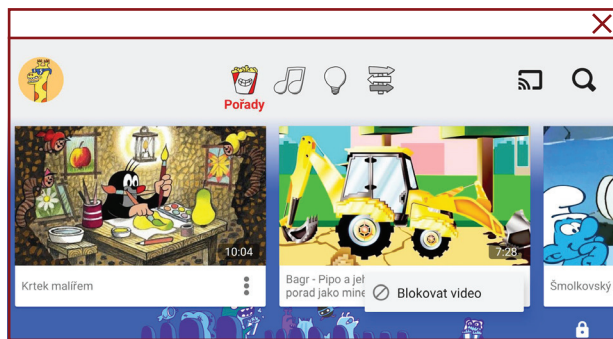 Pořady
10:04
7:28
Krtek malířem
Bagr - Pipo a jeh
porad jako mine
Blokovat video
Šmolkovský